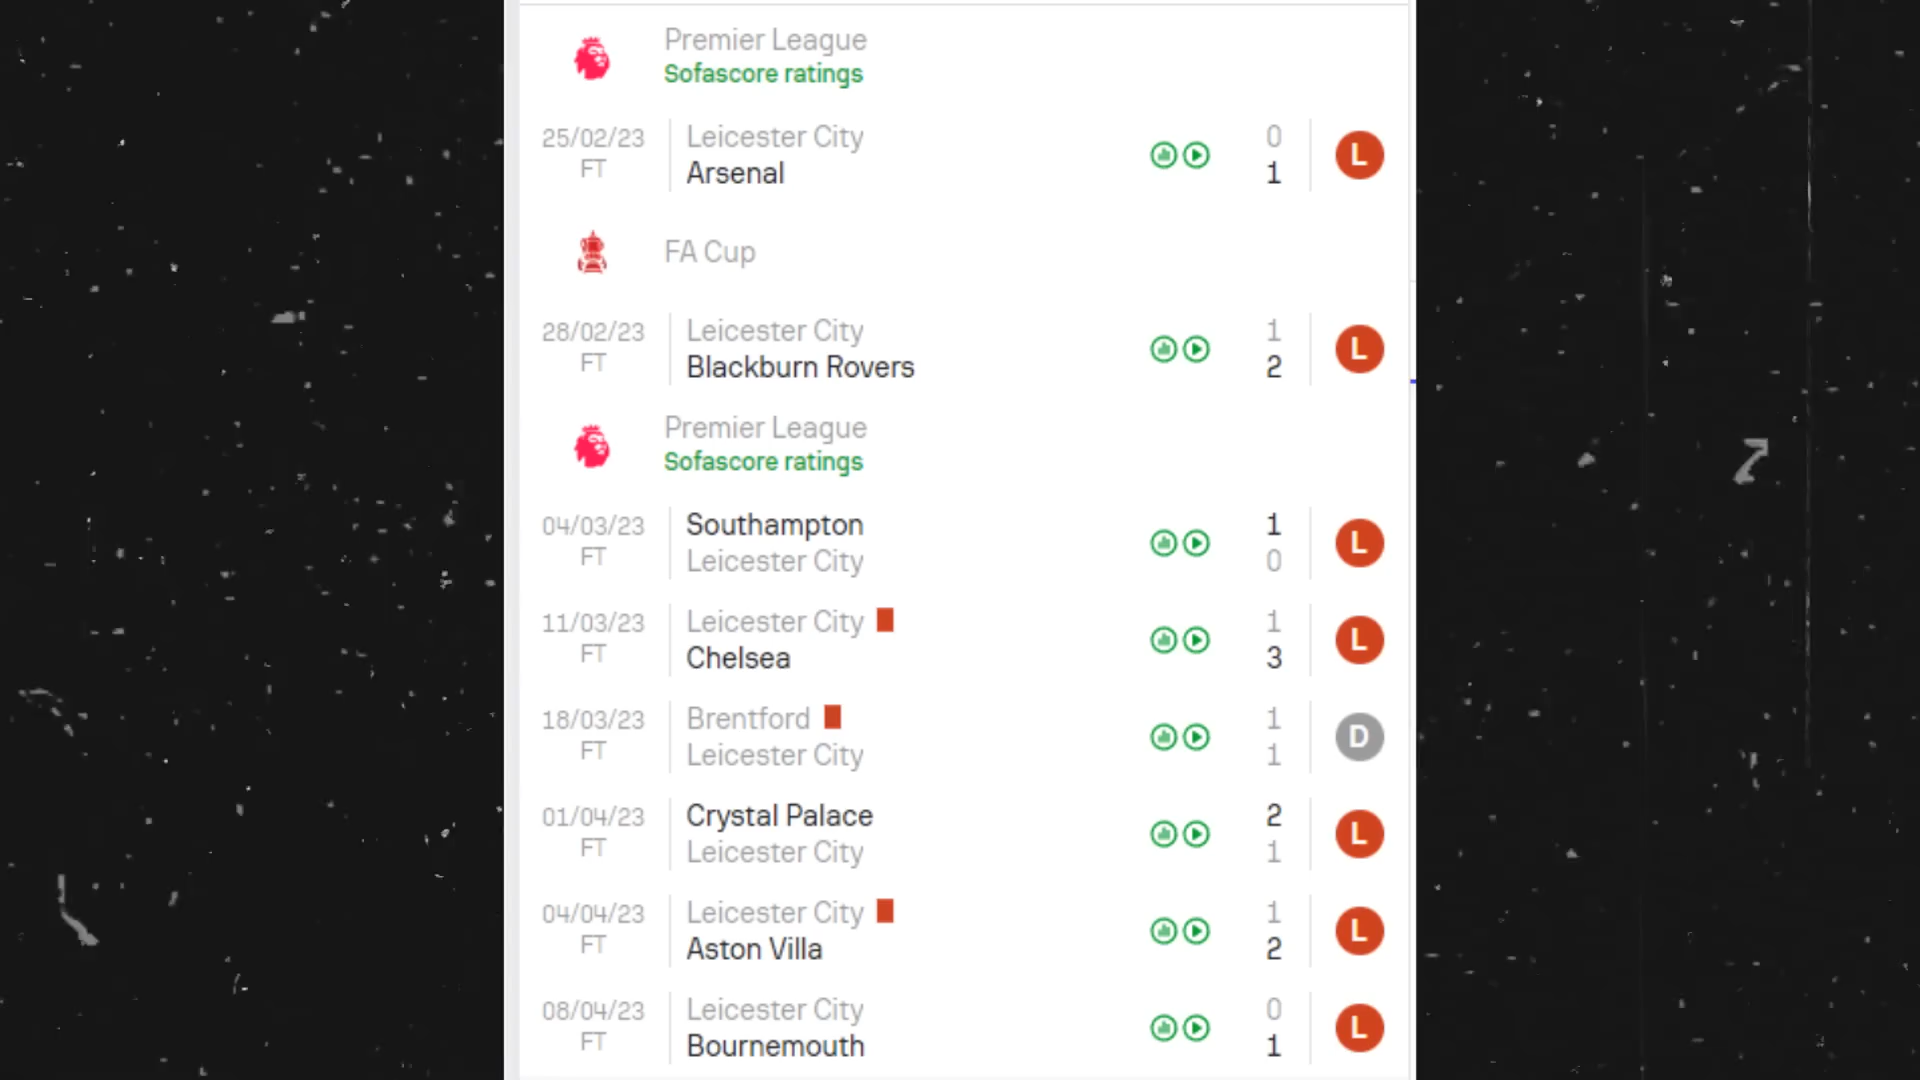 Premier League
Sofascore ratings
25/02/23
FT
Leicester City
Arsenal
0
1
L
FA Cup
28/02/23
FT
Leicester City
Blackburn Rovers
1
2
L
Premier League
Sofascore ratings
04/03/23
FT
Southampton
Leicester City
1
0
L
11/03/23
FT
Leicester City
Chelsea
1
3
L
18/03/23
FT
Brentford
Leicester City
1
1
D
01/04/23
FT
Crystal Palace
Leicester City
2
1
L
04/04/23
FT
Leicester City
Aston Villa
1
2
L
08/04/23
FT
Leicester City
Bournemouth
0
1
L